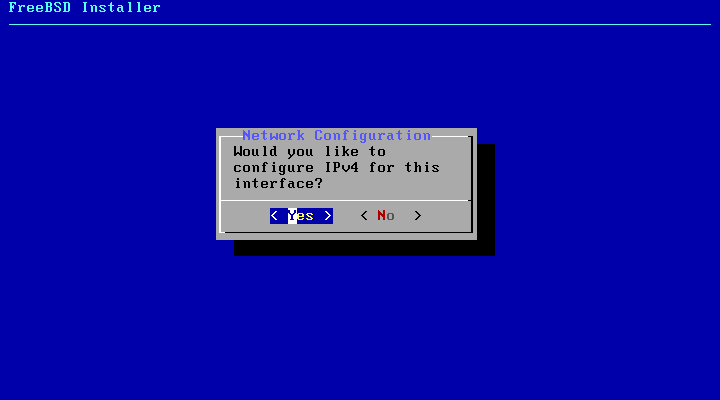 FreeBSD Installer
Network Configuration
Would you like to
configure IPv4 for this
interface?
< Yes > < No >